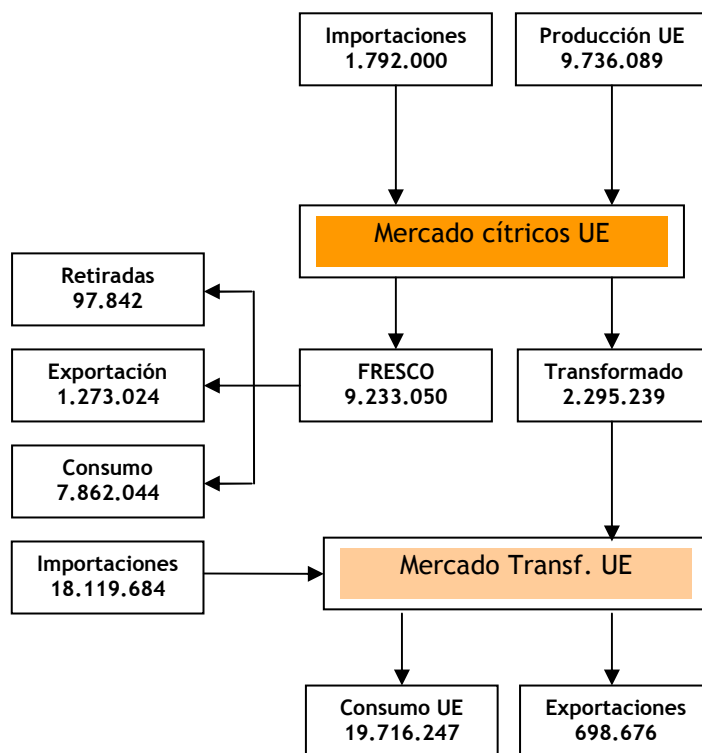 Importaciones
1.792.000
Producción UE
9.736.089
Mercado cítricos UE
Retiradas
97.842
Exportación
1.273.024
FRESCO
9.233.050
Transformado
2.295.239
Consumo
7.862.044
Importaciones
18.119.684
Mercado Transf. UE
Consumo UE
19.716.247
Exportaciones
698.676